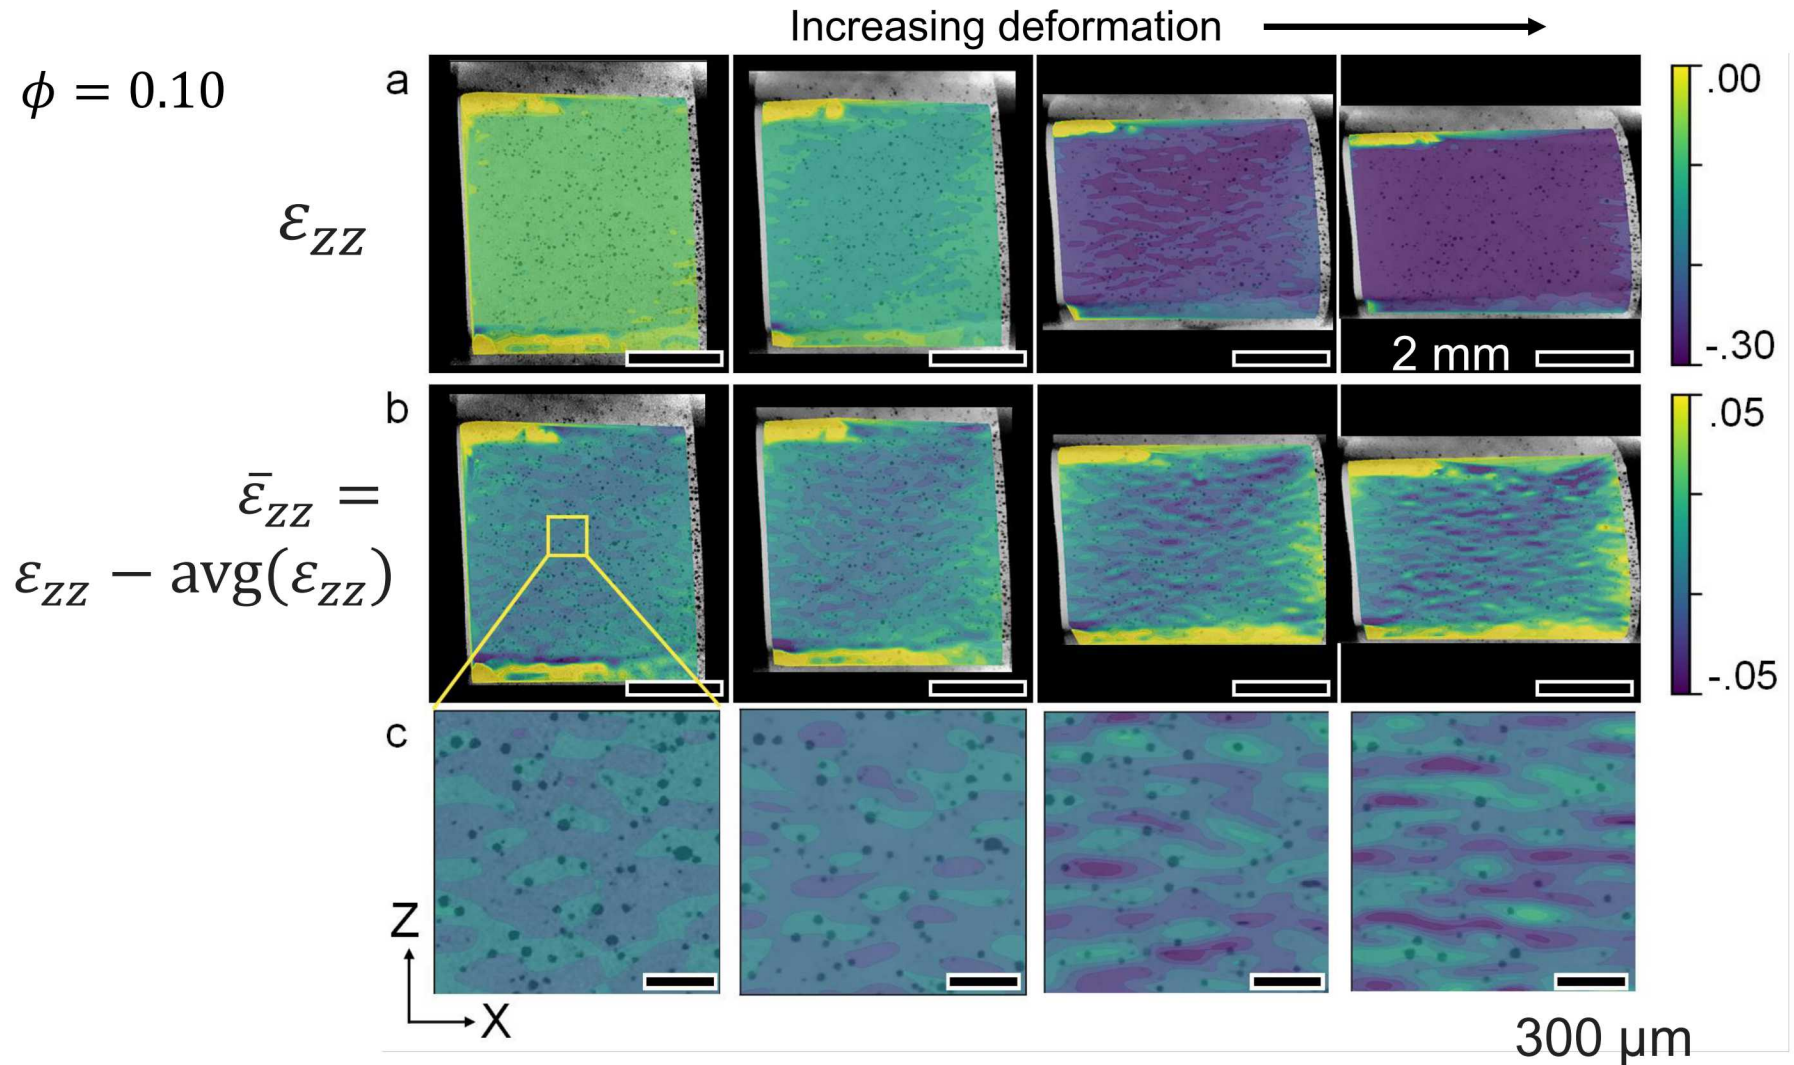 Increasing deformation
ϕ = 0.10
a
.00
ε_zz
-.30
2 mm
b
.05
ε̄_zz =
ε_zz − avg(ε_zz)
-.05
c
Z
X
300 µm